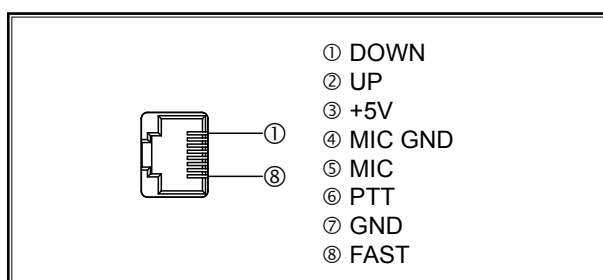 ① DOWN
② UP
③ +5V
① ④ MIC GND
⑤ MIC
⑧ ⑥ PTT
⑦ GND
⑧ FAST